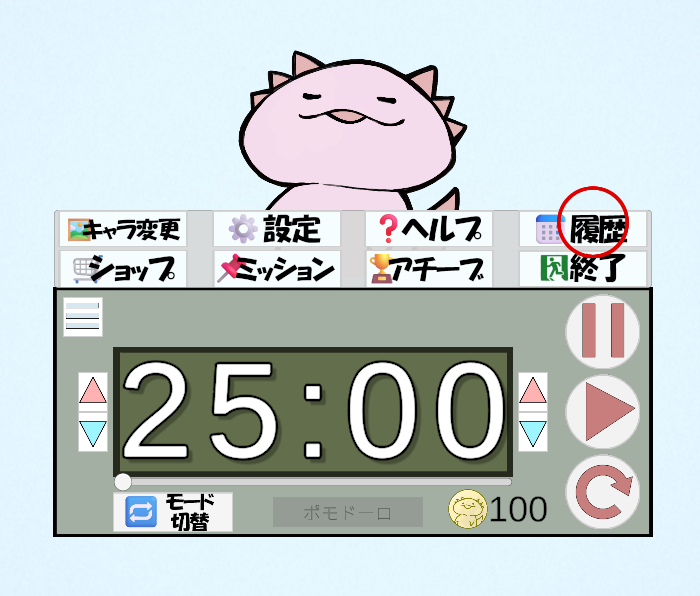 キャラ変更
設定
ヘルプ
履歴
ショップ
ミッション
アチーブ
終了
25:00
モード
切替
ポモドーロ
100